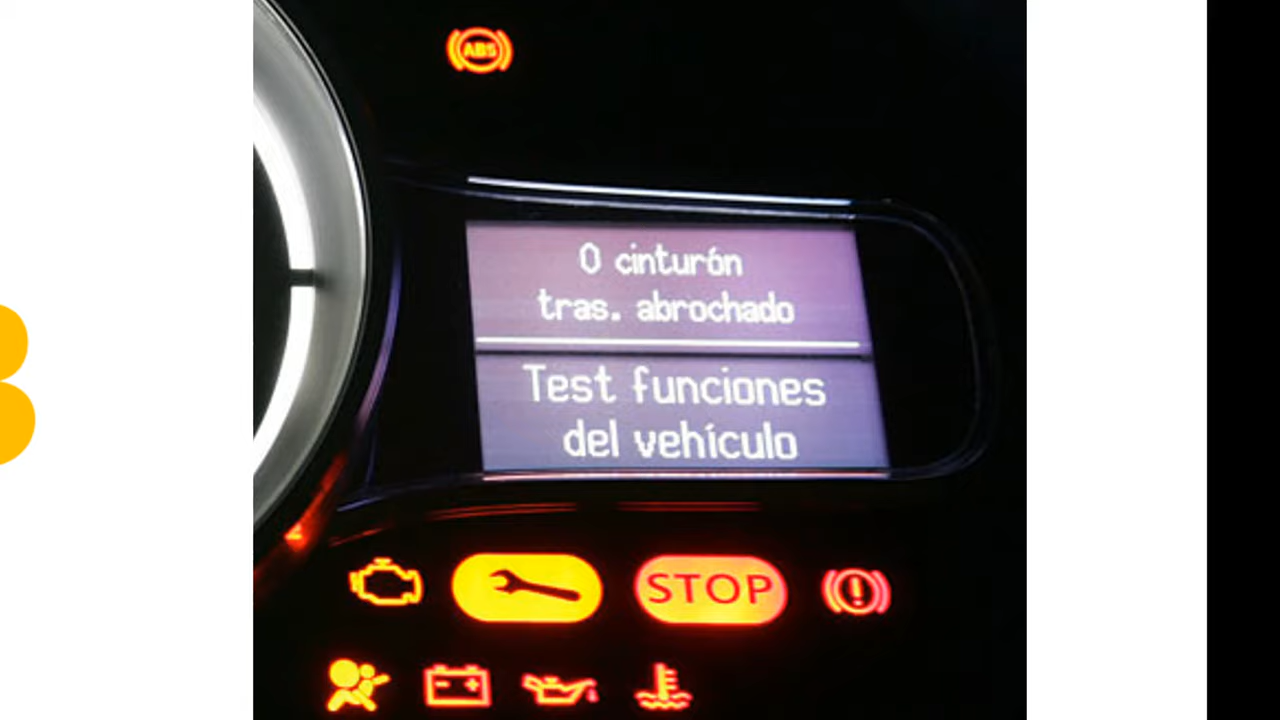 ABS
0 cinturón
tras. abrochado
Test funciones
del vehículo
STOP